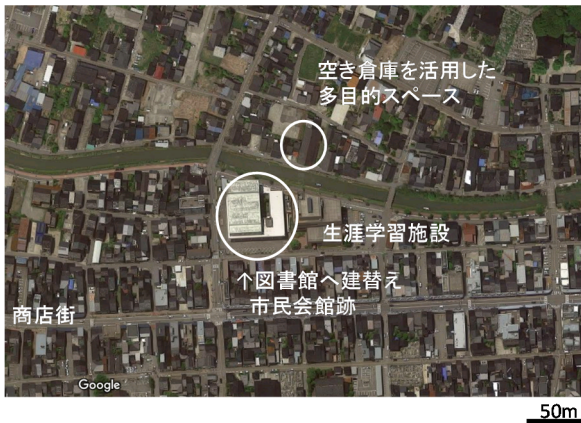 空き倉庫を活用した
多目的スペース
生涯学習施設
↑図書館へ建替え
市民会館跡
商店街
Google
50m